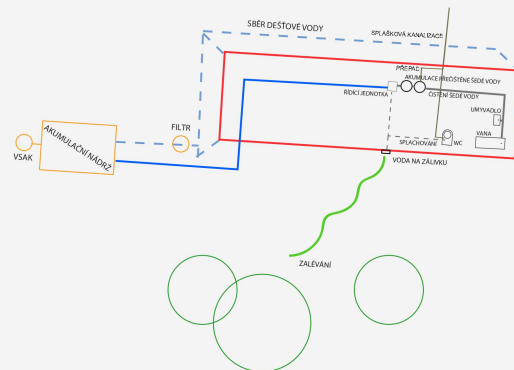 SBĚR DEŠTOVÉ VODY
SPLAŠKOVÁ KANALIZACE
PŘEPAD
AKUMULACE PŘEČIŠTĚNÉ ŠEDÉ VODY
ŘÍDÍCÍ JEDNOTKA
ČIŠTĚNÍ ŠEDÉ VODY
UMYVADLO
FILTR
AKUMULAČNÍ NÁDRŽ
VANA
SPLACHOVÁNÍ
WC
VSAK
VODA NA ZÁLIVKU
ZALÉVÁNÍ